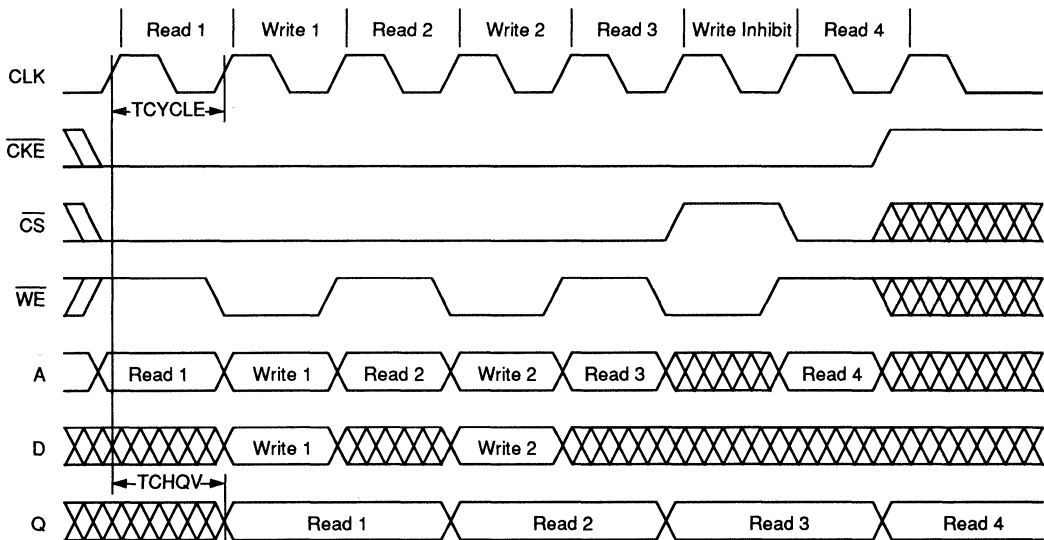 Read 1 Write 1 Read 2 Write 2 Read 3 Write Inhibit Read 4
CLK
TCYCLE
CKE
CS
WE
A Read 1 Write 1 Read 2 Write 2 Read 3 Read 4
D Write 1 Write 2
TCHQV
Q Read 1 Read 2 Read 3 Read 4